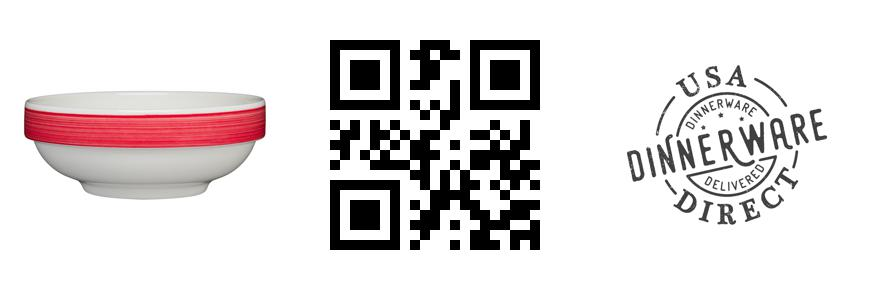 USA
DINNERWARE
DINNERWARE
DELIVERED
DIRECT